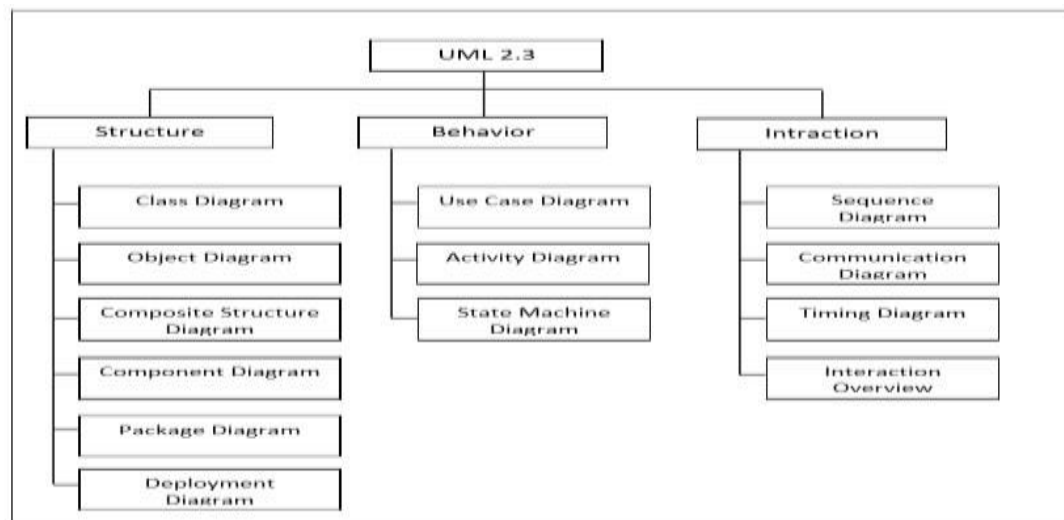 UML 2.3
Structure
Behavior
Intraction
Class Diagram
Object Diagram
Composite Structure
Diagram
Component Diagram
Package Diagram
Deployment
Diagram
Use Case Diagram
Activity Diagram
State Machine
Diagram
Sequence
Diagram
Communication
Diagram
Timing Diagram
Interaction
Overview